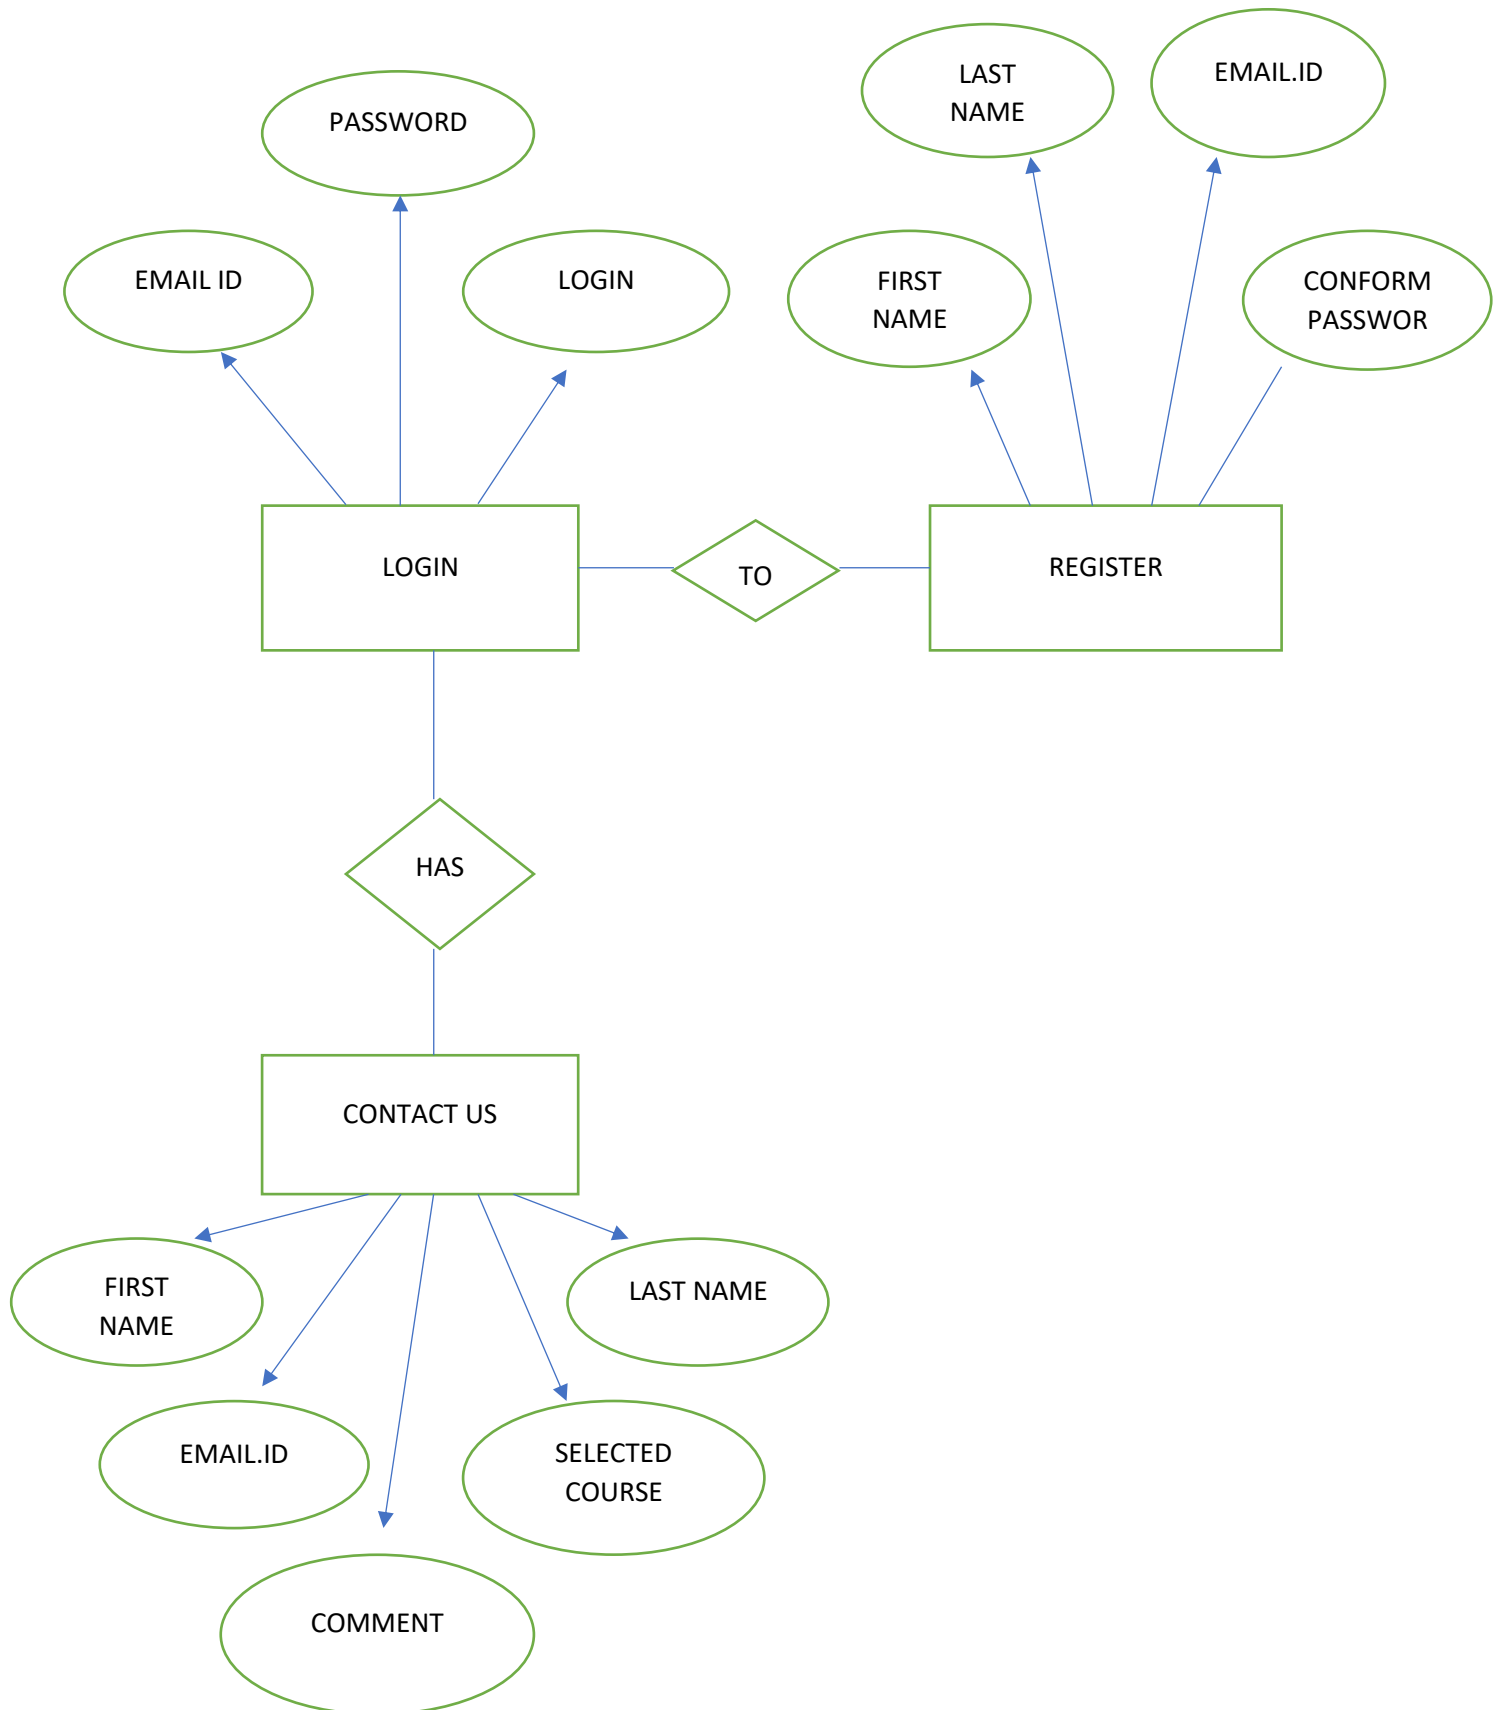 LAST
NAME
EMAIL.ID
PASSWORD
EMAIL ID
LOGIN
FIRST
NAME
CONFORM
PASSWOR
LOGIN
TO
REGISTER
HAS
CONTACT US
FIRST
NAME
LAST NAME
EMAIL.ID
SELECTED
COURSE
COMMENT